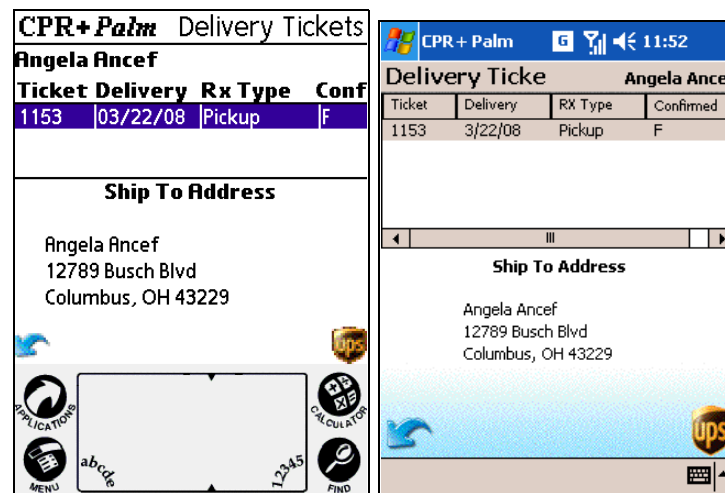 CPR+Palm Delivery Tickets
Angela Ancef
Ticket Delivery Rx Type Conf
1153 03/22/08 Pickup F
Ship To Address
Angela Ancef
12789 Busch Blvd
Columbus, OH 43229
ups
APPLICATIONS
CALCULATOR
MENU
abcde
12345
FIND
CPR+ Palm G 11:52
Delivery Ticke Angela Ance
Ticket Delivery RX Type Confirmed
1153 3/22/08 Pickup F
Ship To Address
Angela Ancef
12789 Busch Blvd
Columbus, OH 43229
ups